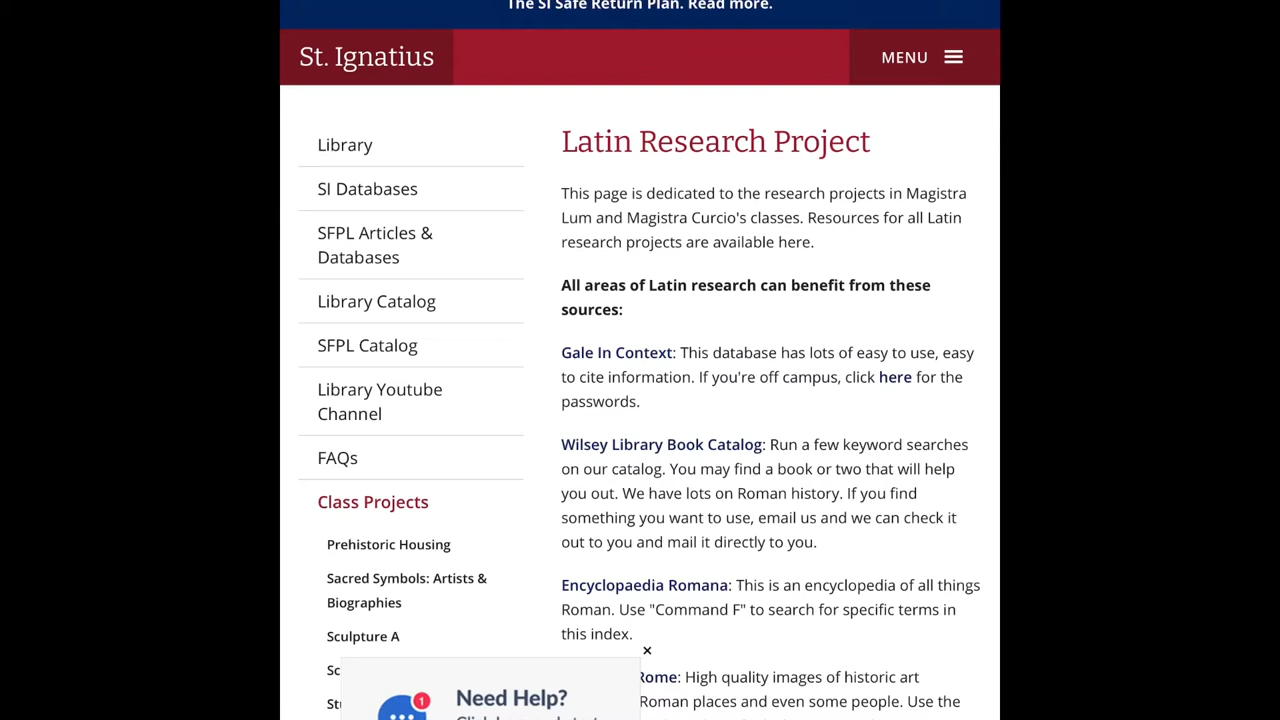 The SI Safe Return Plan. Read more.
St. Ignatius
MENU
Library
SI Databases
SFPL Articles &
Databases
Library Catalog
SFPL Catalog
Library Youtube
Channel
FAQs
Class Projects
Prehistoric Housing
Sacred Symbols: Artists &
Biographies
Sculpture A
Sc
St
Latin Research Project
This page is dedicated to the research projects in Magistra
Lum and Magistra Curcio's classes. Resources for all Latin
research projects are available here.
All areas of Latin research can benefit from these
sources:
Gale In Context: This database has lots of easy to use, easy
to cite information. If you're off campus, click here for the
passwords.
Wilsey Library Book Catalog: Run a few keyword searches
on our catalog. You may find a book or two that will help
you out. We have lots on Roman history. If you find
something you want to use, email us and we can check it
out to you and mail it directly to you.
Encyclopaedia Romana: This is an encyclopedia of all things
Roman. Use "Command F" to search for specific terms in
this index.
Rome: High quality images of historic art
Roman places and even some people. Use the
×
1
Need Help?